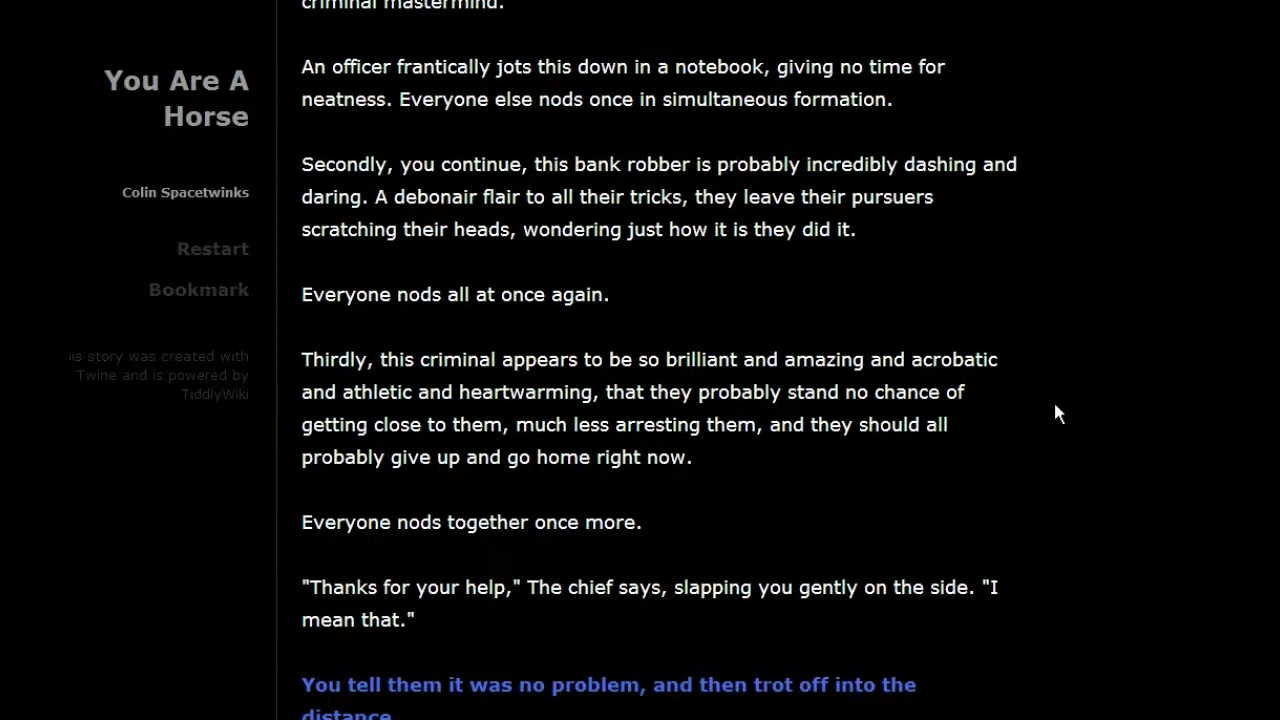 criminal mastermind.
You Are A
Horse
Colin Spacetwinks
Restart
Bookmark
is story was created with
Twine and is powered by
TiddlyWiki
An officer frantically jots this down in a notebook, giving no time for
neatness. Everyone else nods once in simultaneous formation.
Secondly, you continue, this bank robber is probably incredibly dashing and
daring. A debonair flair to all their tricks, they leave their pursuers
scratching their heads, wondering just how it is they did it.
Everyone nods all at once again.
Thirdly, this criminal appears to be so brilliant and amazing and acrobatic
and athletic and heartwarming, that they probably stand no chance of
getting close to them, much less arresting them, and they should all
probably give up and go home right now.
Everyone nods together once more.
"Thanks for your help," The chief says, slapping you gently on the side. "I
mean that."
You tell them it was no problem, and then trot off into the
distance